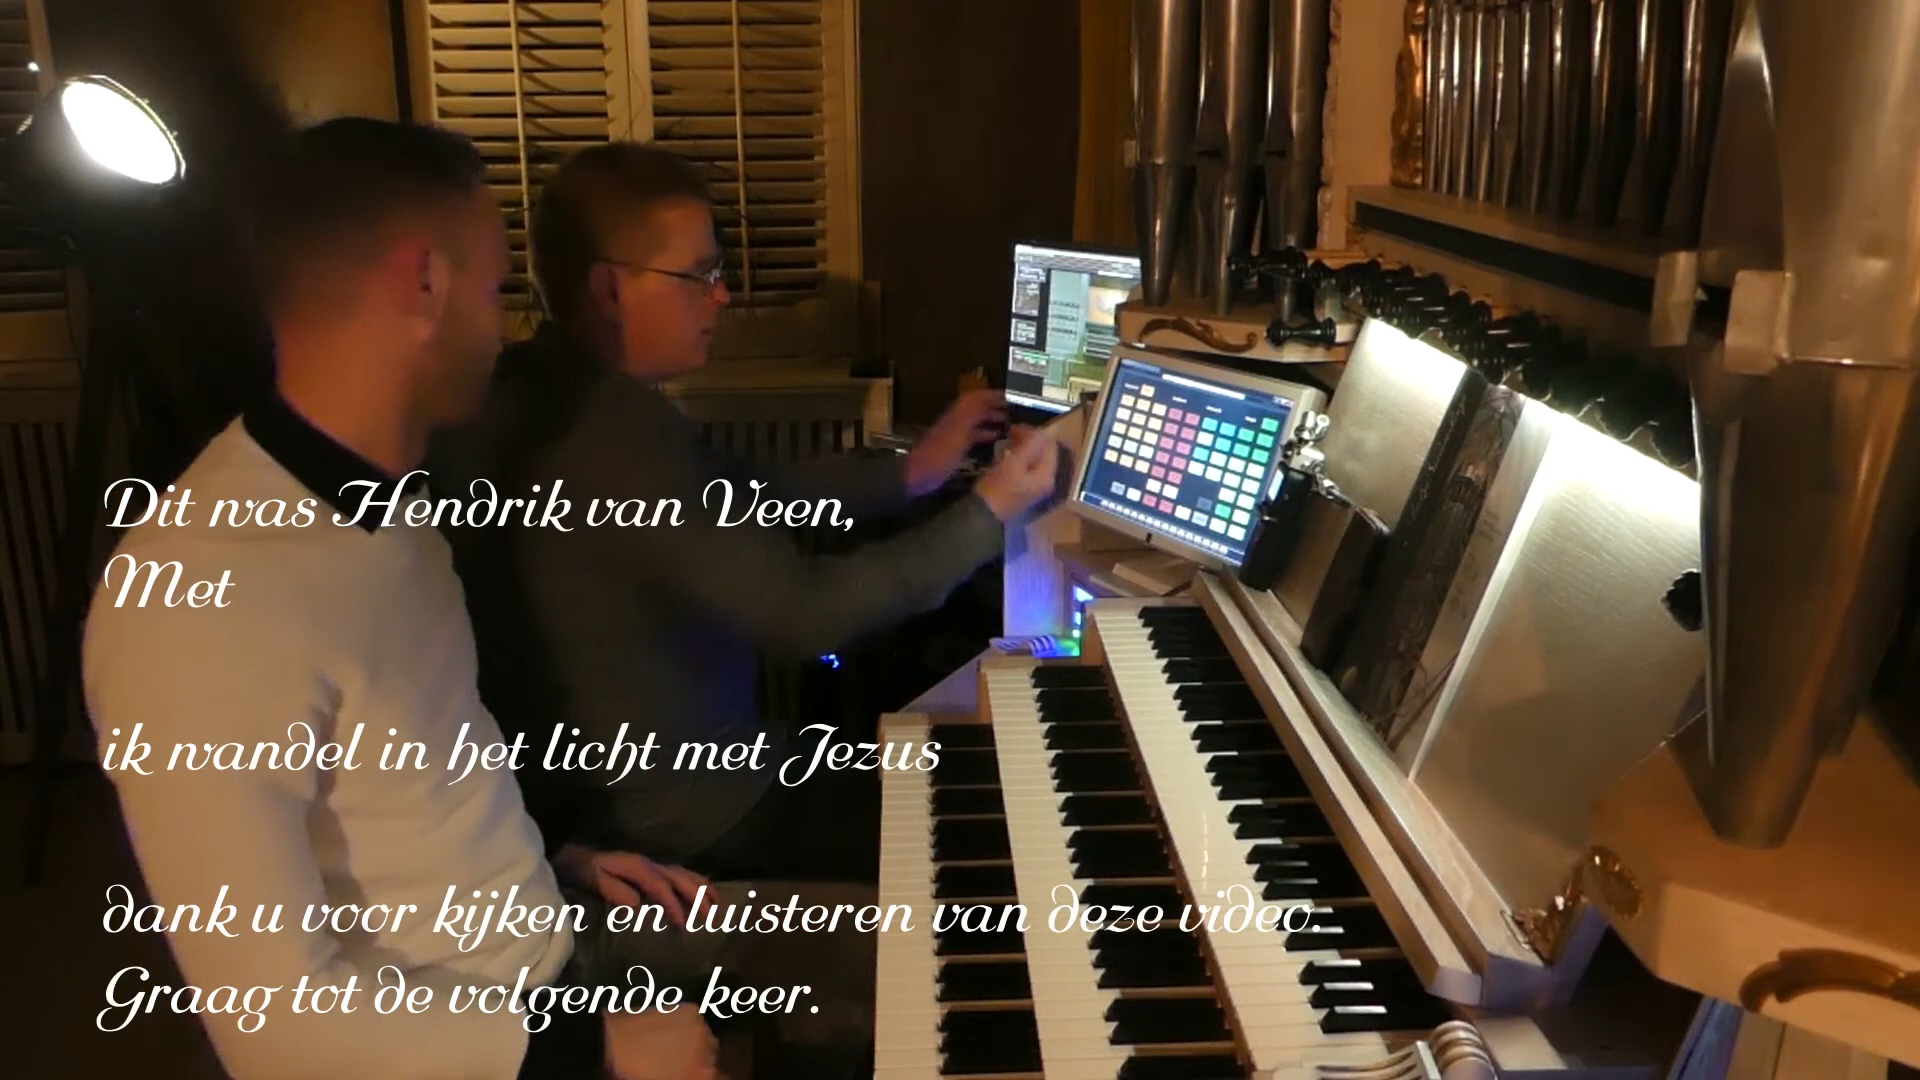 Dit was Hendrik van Veen,
Met
ik wandel in het licht met Jezus
dank u voor kijken en luisteren van deze video.
Graag tot de volgende keer.